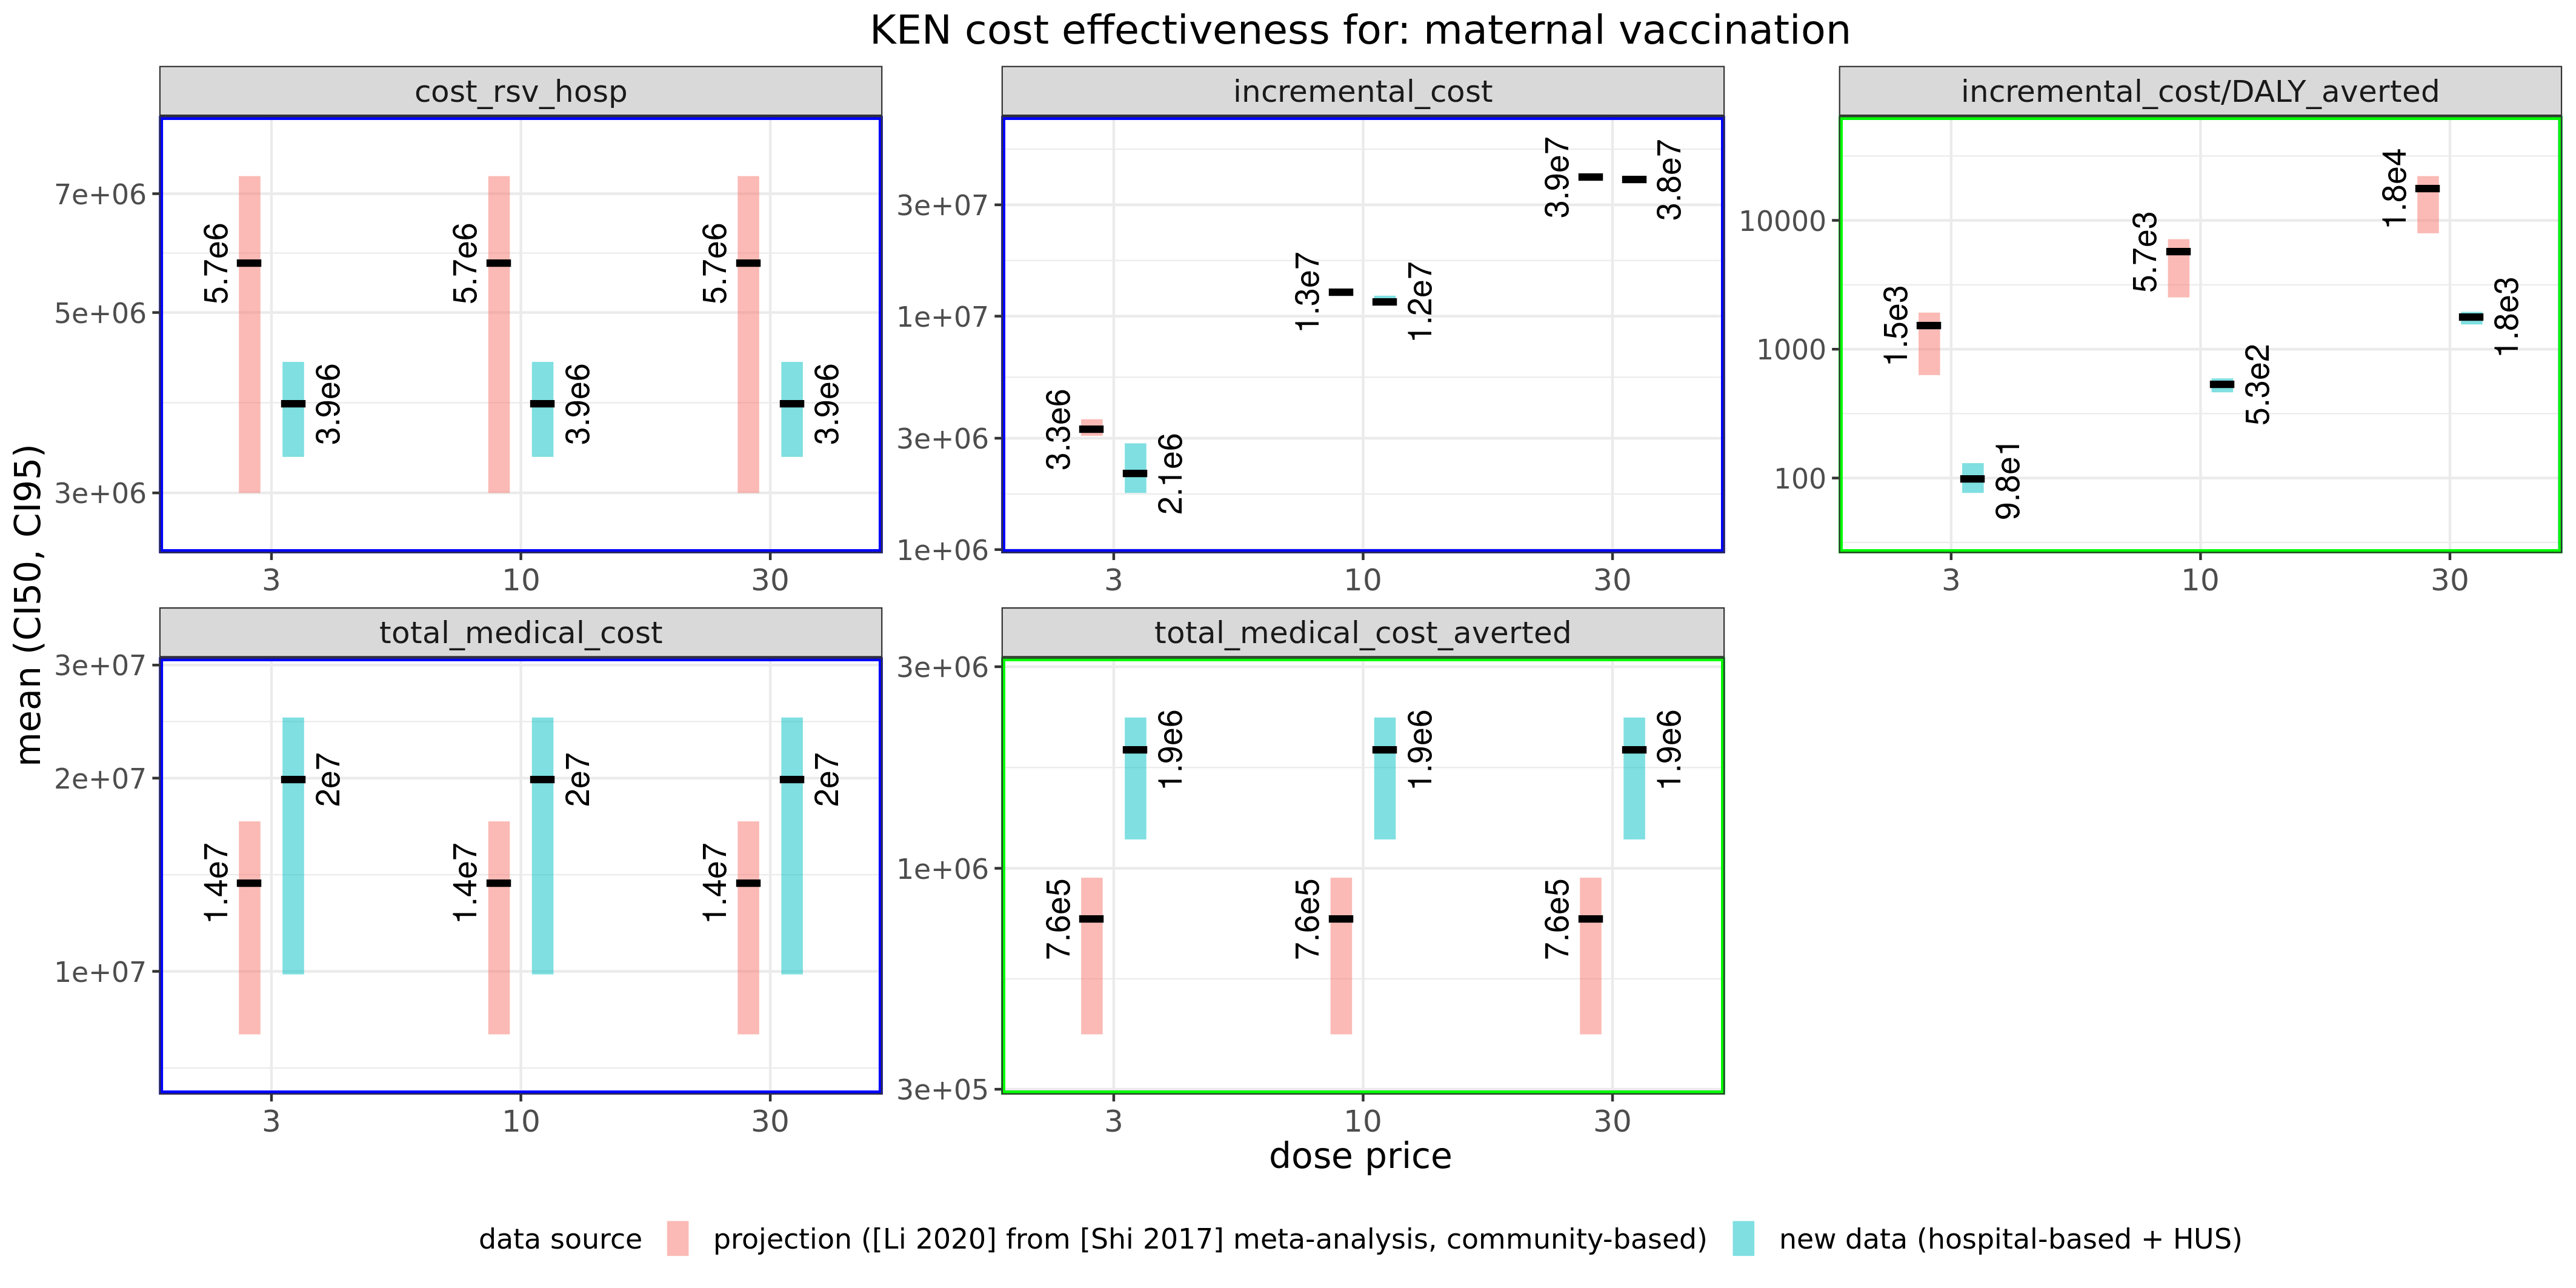 KEN cost effectiveness for: maternal vaccination
mean (CI50, CI95)
cost_rsv_hosp
7e+06
5e+06
3e+06
5.7e6
3.9e6
5.7e6
3.9e6
5.7e6
3.9e6
3
10
30
incremental_cost
3e+07
1e+07
3e+06
1e+06
3.3e6
2.1e6
1.3e7
1.2e7
3.9e7
3.8e7
3
10
30
incremental_cost/DALY_averted
10000
1000
100
1.5e3
9.8e1
5.7e3
5.3e2
1.8e4
1.8e3
3
10
30
total_medical_cost
3e+07
2e+07
1e+07
1.4e7
2e7
1.4e7
2e7
1.4e7
2e7
3
10
30
total_medical_cost_averted
3e+06
1e+06
3e+05
7.6e5
1.9e6
7.6e5
1.9e6
7.6e5
1.9e6
3
10
30
dose price
data source projection ([Li 2020] from [Shi 2017] meta-analysis, community-based) new data (hospital-based + HUS)